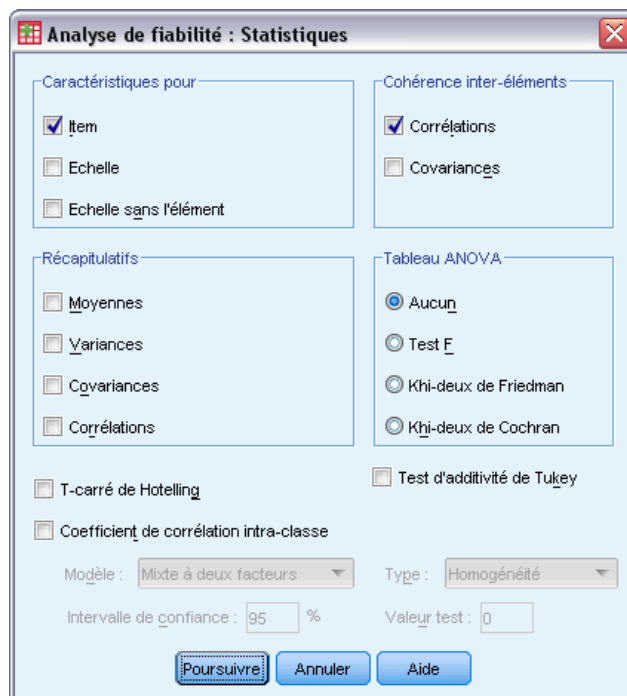 Analyse de fiabilité : Statistiques
Caractéristiques pour
Item
Echelle
Echelle sans l'élément
Cohérence inter-éléments
Corrélations
Covariances
Récapitulatifs
Moyennes
Variances
Covariances
Corrélations
Tableau ANOVA
Aucun
Test F
Khi-deux de Friedman
Khi-deux de Cochran
T-carré de Hotelling
Test d'additivité de Tukey
Coefficient de corrélation intra-classe
Modèle : Mixte à deux facteurs
Type : Homogénéité
Intervalle de confiance : 95 %
Valeur test : 0
Poursuivre
Annuler
Aide